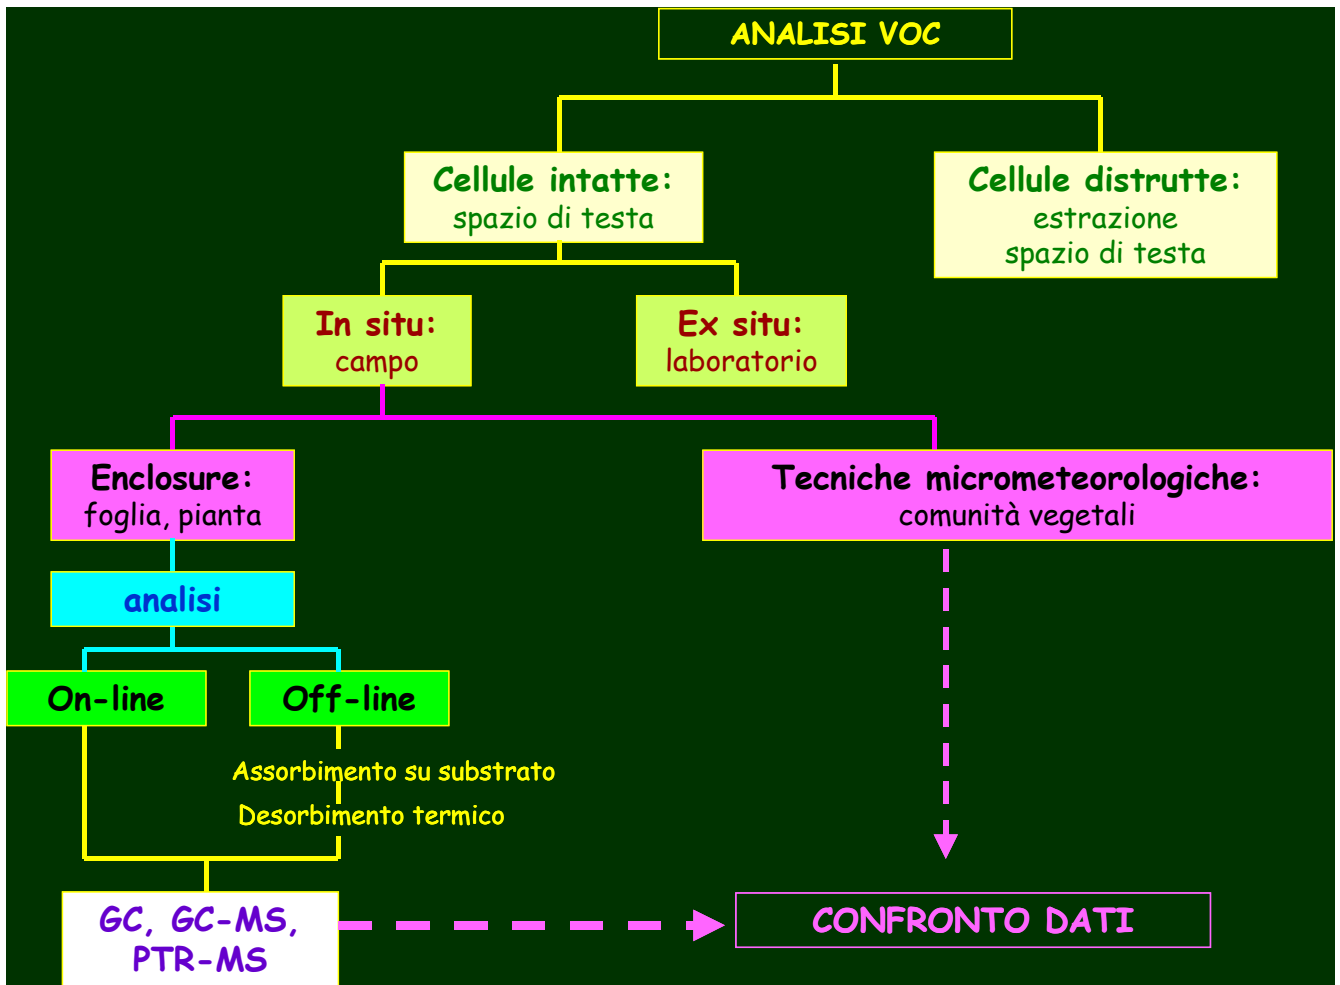 ANALISI VOC
Cellule intatte:
spazio di testa
Cellule distrutte:
estrazione
spazio di testa
In situ:
campo
Ex situ:
laboratorio
Enclosure:
foglia, pianta
Tecniche micrometeorologiche:
comunità vegetali
analisi
On-line
Off-line
Assorbimento su substrato
Desorbimento termico
GC, GC-MS,
PTR-MS
CONFRONTO DATI